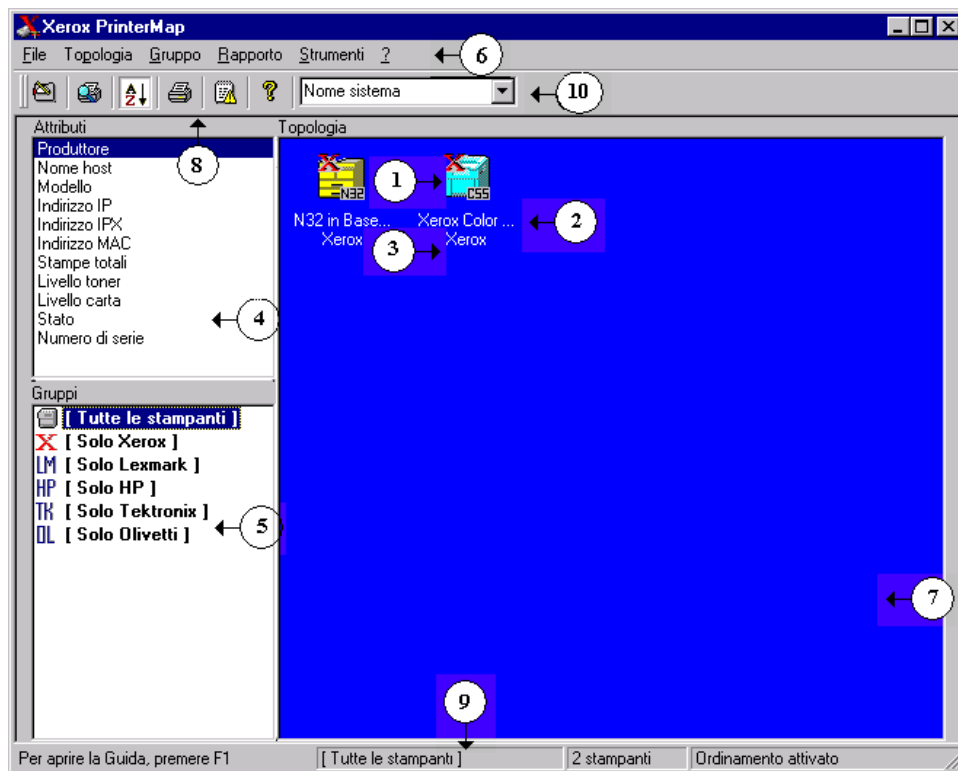 Xerox PrinterMap
File Topologia Gruppo Rapporto Strumenti ?
6
Nome sistema
10
Attributi
8
Produttore
Nome host
Modello
Indirizzo IP
Indirizzo IPX
Indirizzo MAC
Stampe totali
Livello toner
Livello carta
Stato
Numero di serie
4
Gruppi
[ Tutte le stampanti ]
X [ Solo Xerox ]
LM [ Solo Lexmark ]
HP [ Solo HP ]
TK [ Solo Tektronix ]
OL [ Solo Olivetti ]
5
Topologia
N32
1
CSS
N32 in Base... Xerox Color ...
2
Xerox
3
Xerox
7
9
Per aprire la Guida, premere F1
[ Tutte le stampanti ]
2 stampanti
Ordinamento attivato